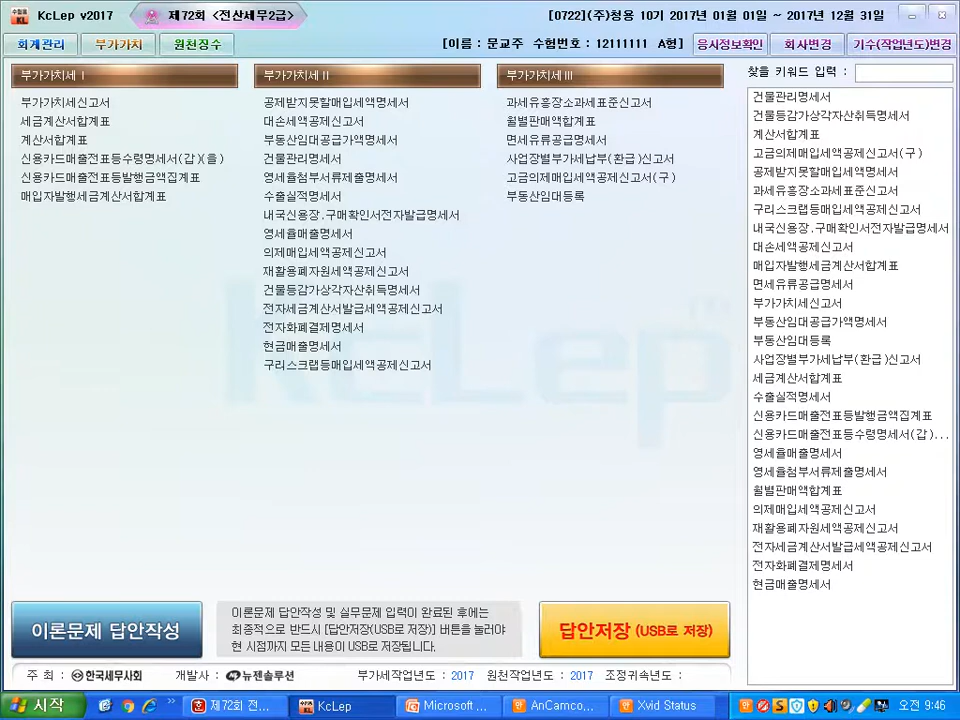 KcLep v2017 제72회 <전산세무2급> [0722](주)청용 10기 2017년 01월 01일 ~ 2017년 12월 31일
회계관리 부가가치 원천징수 [이름 : 문교주 수험번호 : 12111111 A형] 응시정보확인 회사변경 기수(작업년도)변경
부가가치세 Ⅰ
부가가치세신고서
세금계산서합계표
계산서합계표
신용카드매출전표등수령명세서(갑)(을)
신용카드매출전표등발행금액집계표
매입자발행세금계산서합계표
부가가치세Ⅱ
공제받지못할매입세액명세서
대손세액공제신고서
부동산임대공급가액명세서
건물관리명세서
영세율첨부서류제출명세서
수출실적명세서
내국신용장.구매확인서전자발급명세서
영세율매출명세서
의제매입세액공제신고서
재활용폐자원세액공제신고서
건물등감가상각자산취득명세서
전자세금계산서발급세액공제신고서
전자화폐결제명세서
현금매출명세서
구리스크랩등매입세액공제신고서
부가가치세Ⅲ
과세유흥장소과세표준신고서
월별판매액합계표
면세유류공급명세서
사업장별부가세납부(환급)신고서
고금의제매입세액공제신고서(구)
부동산임대등록
찾을 키워드 입력 :
건물관리명세서
건물등감가상각자산취득명세서
계산서합계표
고금의제매입세액공제신고서(구)
공제받지못할매입세액명세서
과세유흥장소과세표준신고서
구리스크랩등매입세액공제신고서
내국신용장.구매확인서전자발급명세서
대손세액공제신고서
매입자발행세금계산서합계표
면세유류공급명세서
부가가치세신고서
부동산임대공급가액명세서
부동산임대등록
사업장별부가세납부(환급)신고서
세금계산서합계표
수출실적명세서
신용카드매출전표등발행금액집계표
신용카드매출전표등수령명세서(갑)...
영세율매출명세서
영세율첨부서류제출명세서
월별판매액합계표
의제매입세액공제신고서
재활용폐자원세액공제신고서
전자세금계산서발급세액공제신고서
전자화폐결제명세서
현금매출명세서
KcLep
이론문제 답안작성
이론문제 답안작성 및 실무문제 입력이 완료된 후에는
최종적으로 반드시 [답안저장(USB로 저장)] 버튼을 눌러야
현 시점까지 모든 내용이 USB로 저장됩니다.
답안저장 (USB로 저장)
주 최 : 한국세무사회 개발사 : 뉴젠솔루션 부가세작업년도 : 2017 원천작업년도 : 2017 조정귀속년도 :
시작 제72회 전... KcLep Microsoft ... AnCamco... Xvid Status 오전 9:46